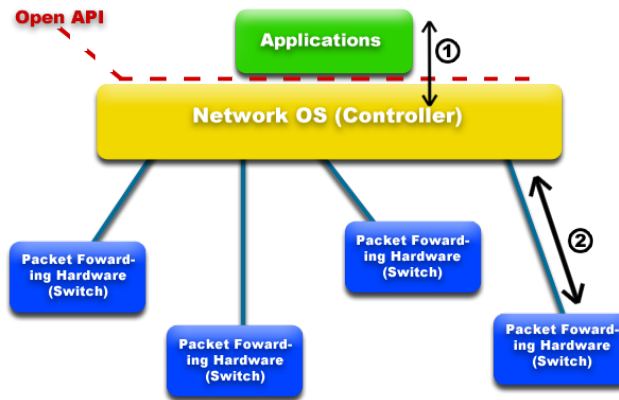 Open API
Applications
1
Network OS (Controller)
2
Packet Foward-
ing Hardware
(Switch)
Packet Foward-
ing Hardware
(Switch)
Packet Foward-
ing Hardware
(Switch)
Packet Foward-
ing Hardware
(Switch)